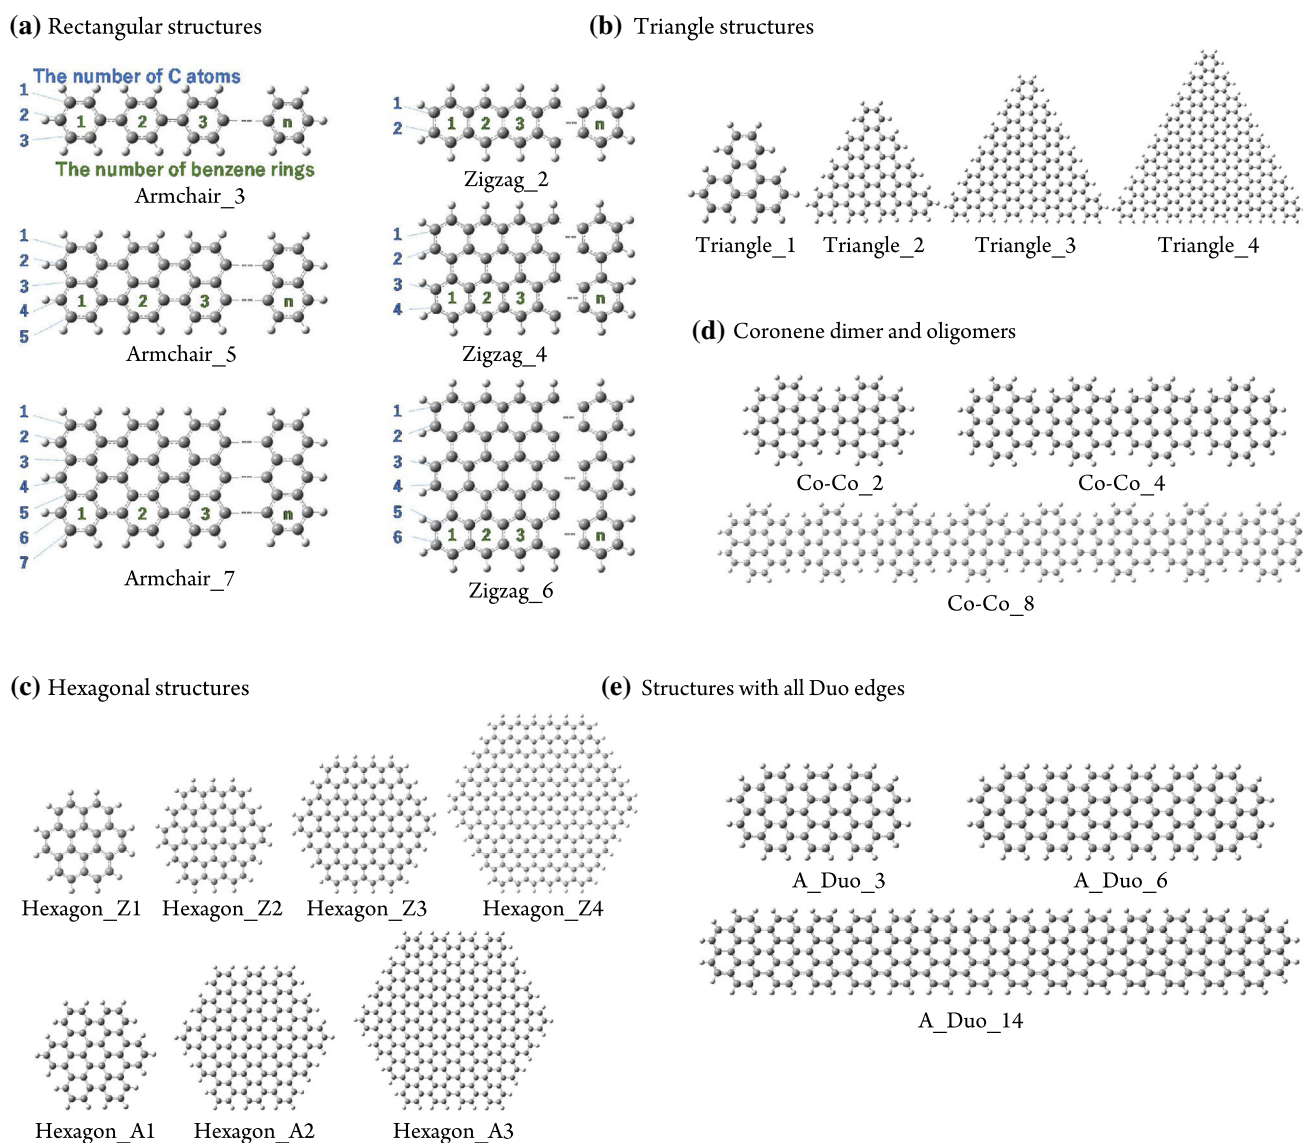 (a) Rectangular structures
The number of C atoms
1
2
3
1 2 3 n
The number of benzene rings
Armchair_3
1
2
1 2 3 n
Zigzag_2
1
2
3
4
5
1 2 3 n
Armchair_5
1
2
3
4
1 2 3 n
Zigzag_4
1
2
3
4
5
6
7
1 2 3 n
Armchair_7
1
2
3
4
5
6
1 2 3 n
Zigzag_6
(b) Triangle structures
Triangle_1 Triangle_2 Triangle_3 Triangle_4
(d) Coronene dimer and oligomers
Co-Co_2 Co-Co_4
Co-Co_8
(c) Hexagonal structures
Hexagon_Z1 Hexagon_Z2 Hexagon_Z3 Hexagon_Z4
Hexagon_A1 Hexagon_A2 Hexagon_A3
(e) Structures with all Duo edges
A_Duo_3 A_Duo_6
A_Duo_14